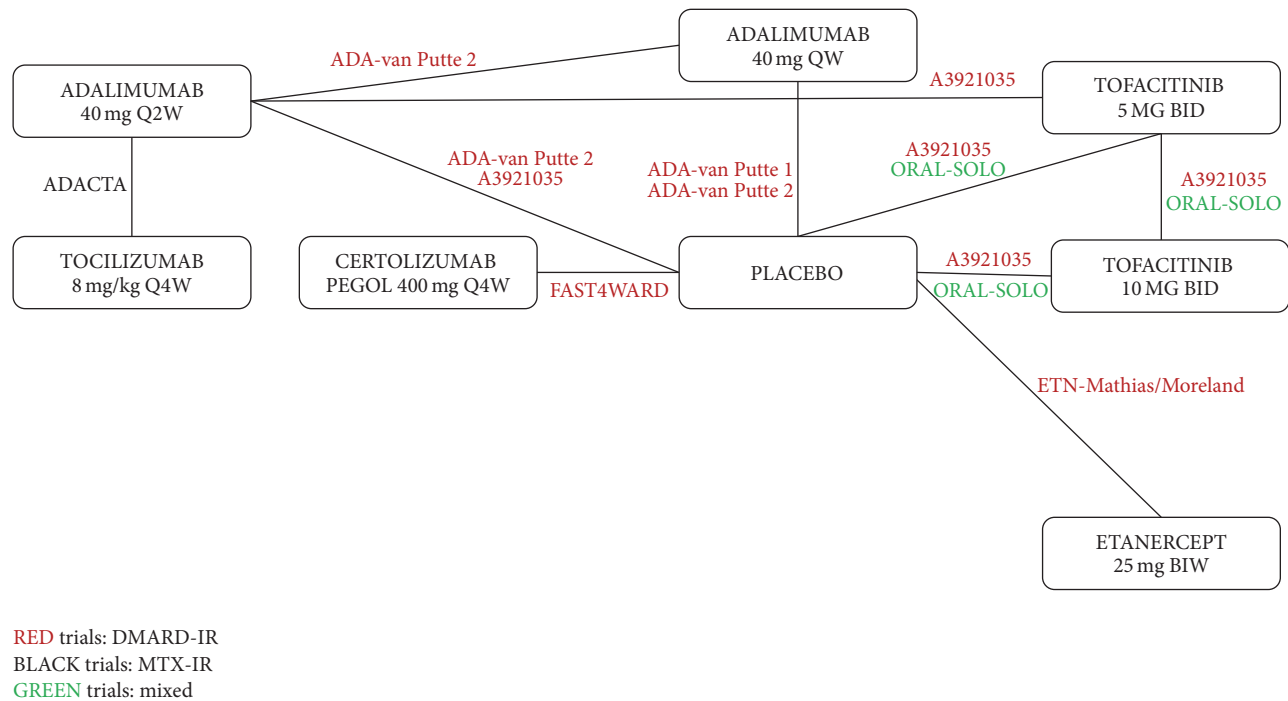 ADALIMUMAB
40 mg QW
ADA-van Putte 2
ADALIMUMAB
40 mg Q2W
A3921035
TOFACITINIB
5 MG BID
ADACTA
ADA-van Putte 2
A3921035
ADA-van Putte 1
ADA-van Putte 2
A3921035
ORAL-SOLO
A3921035
ORAL-SOLO
TOCILIZUMAB
8 mg/kg Q4W
CERTOLIZUMAB
PEGOL 400 mg Q4W
FAST4WARD
PLACEBO
A3921035
ORAL-SOLO
TOFACITINIB
10 MG BID
ETN-Mathias/Moreland
ETANERCEPT
25 mg BIW
RED trials: DMARD-IR
BLACK trials: MTX-IR
GREEN trials: mixed